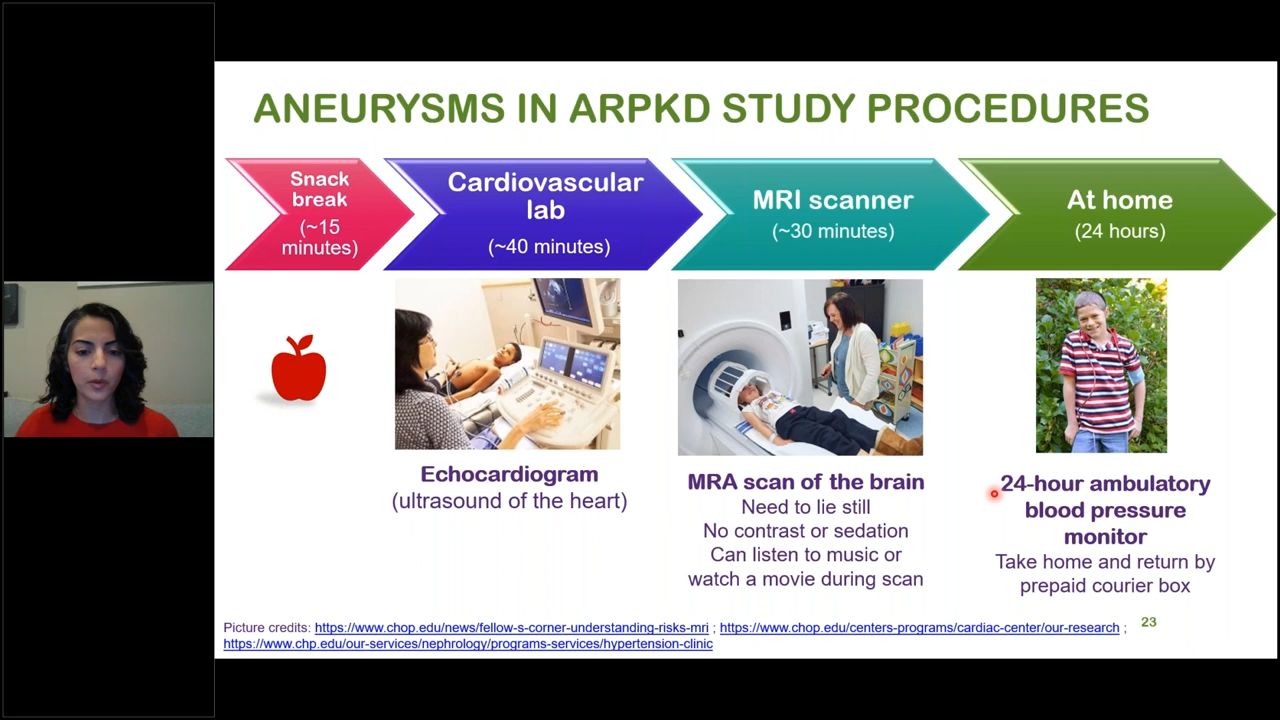 ANEURYSMS IN ARPKD STUDY PROCEDURES
Snack
break
(~15
minutes)
Cardiovascular
lab
(~40 minutes)
MRI scanner
(~30 minutes)
At home
(24 hours)
Echocardiogram
(ultrasound of the heart)
MRA scan of the brain
Need to lie still
No contrast or sedation
Can listen to music or
watch a movie during scan
24-hour ambulatory
blood pressure
monitor
Take home and return by
prepaid courier box
Picture credits: https://www.chop.edu/news/fellow-s-corner-understanding-risks-mri ; https://www.chop.edu/centers-programs/cardiac-center/our-research ;
https://www.chp.edu/our-services/nephrology/programs-services/hypertension-clinic
23